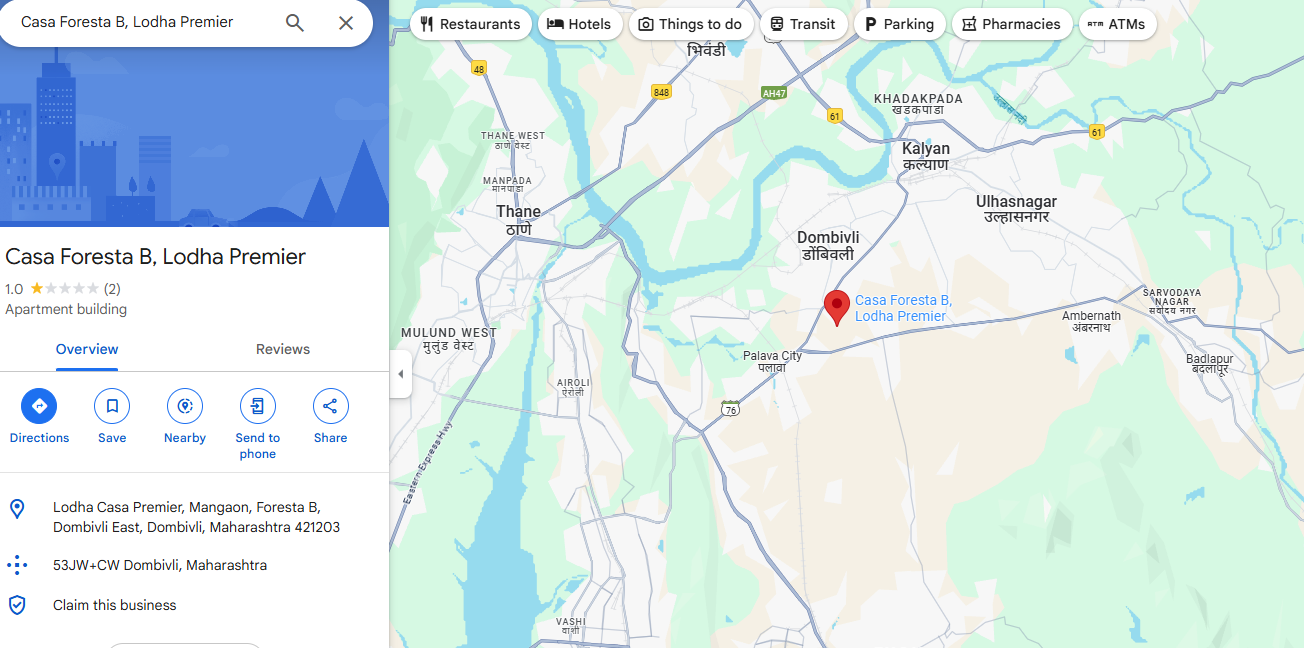 Casa Foresta B, Lodha Premier
Restaurants
Hotels
Things to do
Transit
Parking
Pharmacies
ATM ATMs
Casa Foresta B, Lodha Premier
1.0 (2)
Apartment building
Overview
Reviews
Directions
Save
Nearby
Send to
phone
Share
Lodha Casa Premier, Mangaon, Foresta B,
Dombivli East, Dombivli, Maharashtra 421203
53JW+CW Dombivli, Maharashtra
Claim this business
भिवंडी
48
848
AH47
61
KHADAKPADA
खडकपाडा
उल्हास नदी
61
THANE WEST
ठाणे वेस्ट
Kalyan
कल्याण
MANPADA
मानपाडा
Thane
ठाणे
Ulhasnagar
उल्हासनगर
Dombivli
डोंबिवली
Casa Foresta B,
Lodha Premier
SARVODAYA
NAGAR
सर्वोदय नगर
Ambernath
अंबरनाथ
MULUND WEST
मुलुंड वेस्ट
Palava City
पलावा
Badlapur
बदलापूर
AIROLI
ऐरोली
76
Eastern Express Hwy
VASHI
वाशी